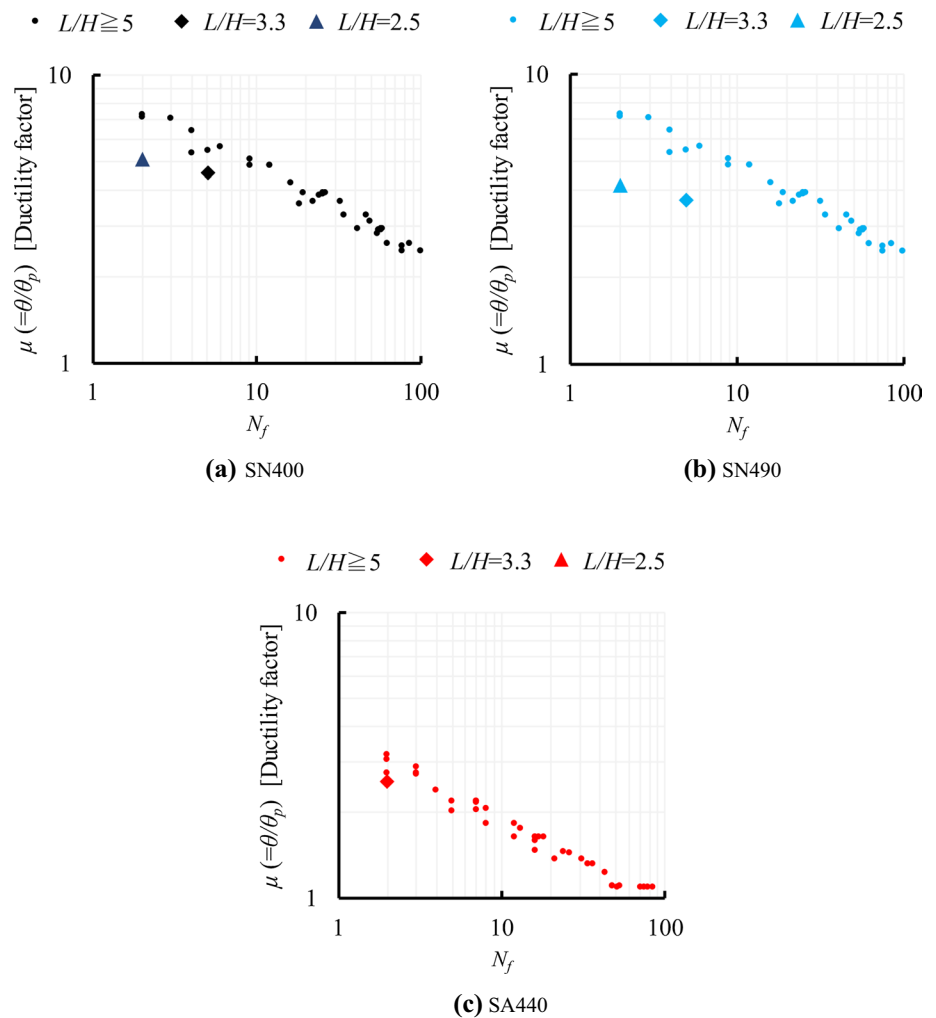 L/H≧5 L/H=3.3 L/H=2.5
10
1
μ (=θ/θp) [Ductility factor]
1 10 100
Nf
(a) SN400
L/H≧5 L/H=3.3 L/H=2.5
10
1
μ (=θ/θp) [Ductility factor]
1 10 100
Nf
(b) SN490
L/H≧5 L/H=3.3 L/H=2.5
10
1
μ (=θ/θp) [Ductility factor]
1 10 100
Nf
(c) SA440